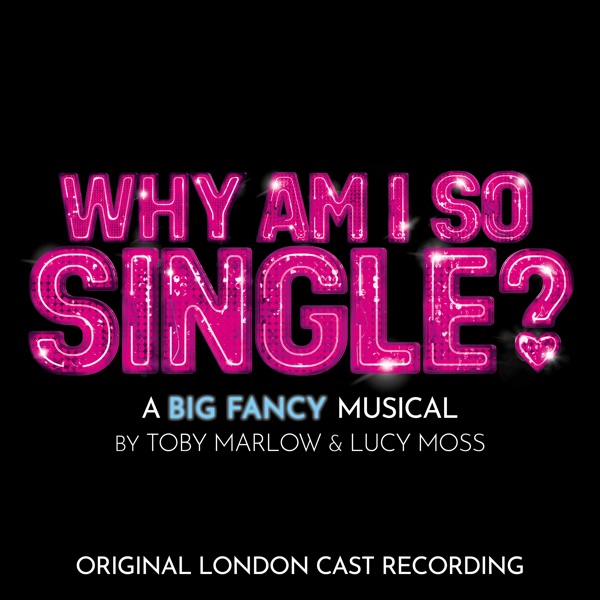 WHY AM I SO
SINGLE?
A BIG FANCY MUSICAL
BY TOBY MARLOW & LUCY MOSS
ORIGINAL LONDON CAST RECORDING